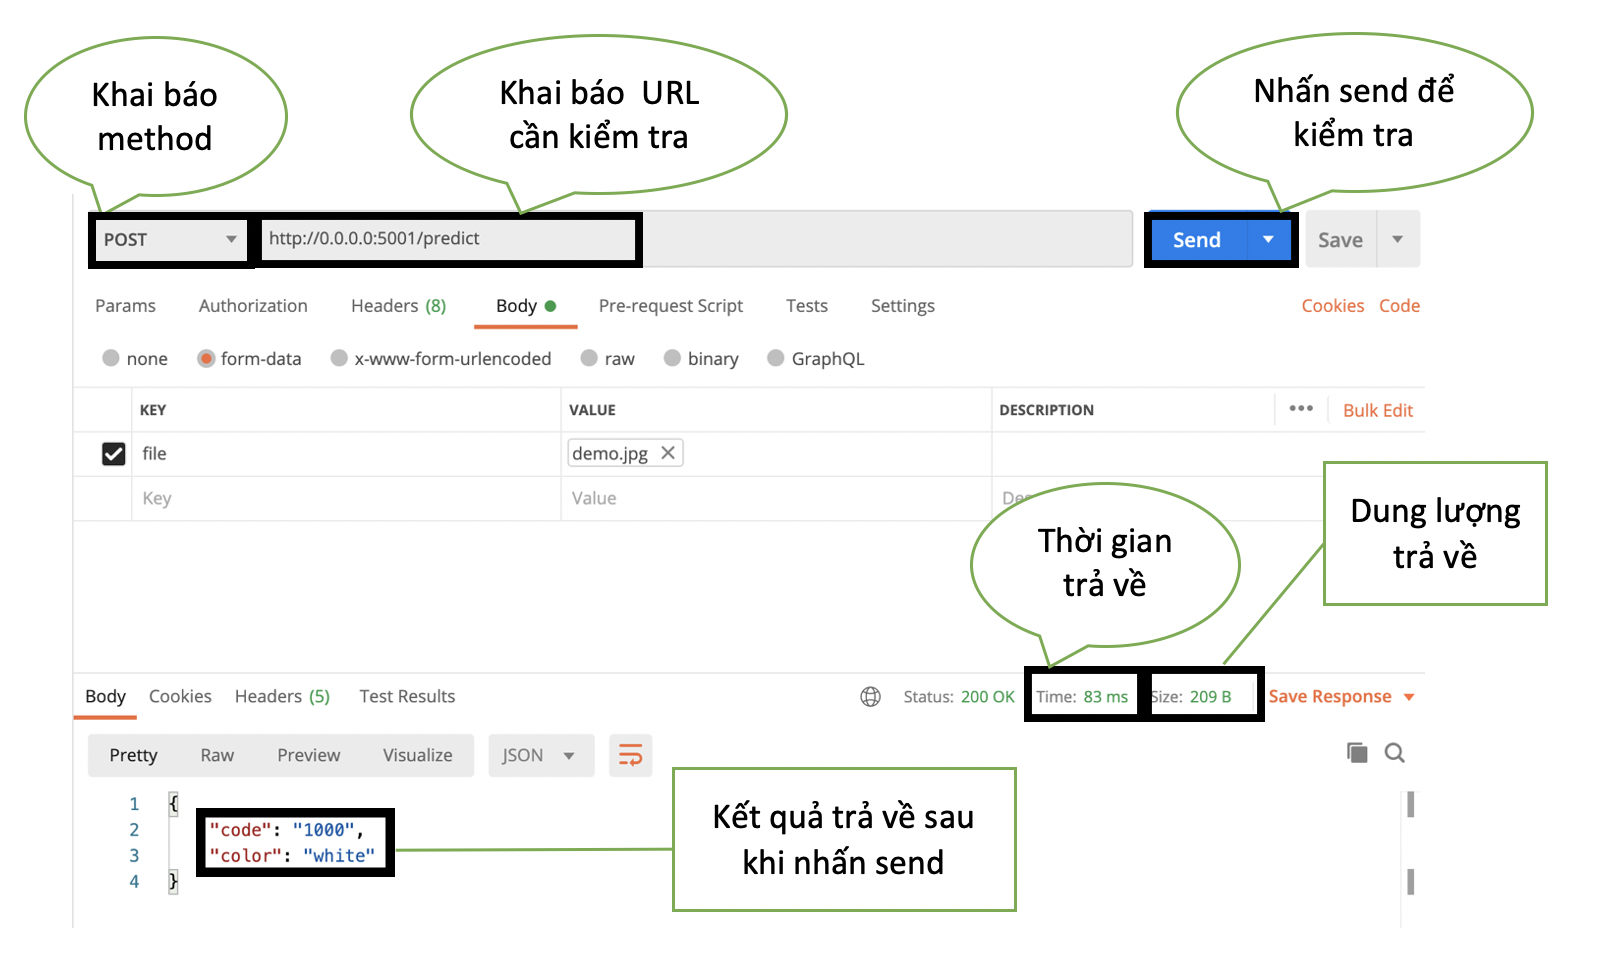 Khai báo
method
Khai báo  URL
cần kiểm tra
Nhấn send để
kiểm tra
POST
http://0.0.0.0:5001/predict
Send
Save
Params
Authorization
Headers (8)
Body
Pre-request Script
Tests
Settings
Cookies
Code
none
form-data
x-www-form-urlencoded
raw
binary
GraphQL
KEY
VALUE
DESCRIPTION
Bulk Edit
file
demo.jpg
Key
Value
Thời gian
trả về
Dung lượng
trả về
Body
Cookies
Headers (5)
Test Results
Status: 200 OK
Time: 83 ms
Size: 209 B
Save Response
Pretty
Raw
Preview
Visualize
JSON
1 {
2 "code": "1000",
3 "color": "white"
4 }
Kết quả trả về sau
khi nhấn send